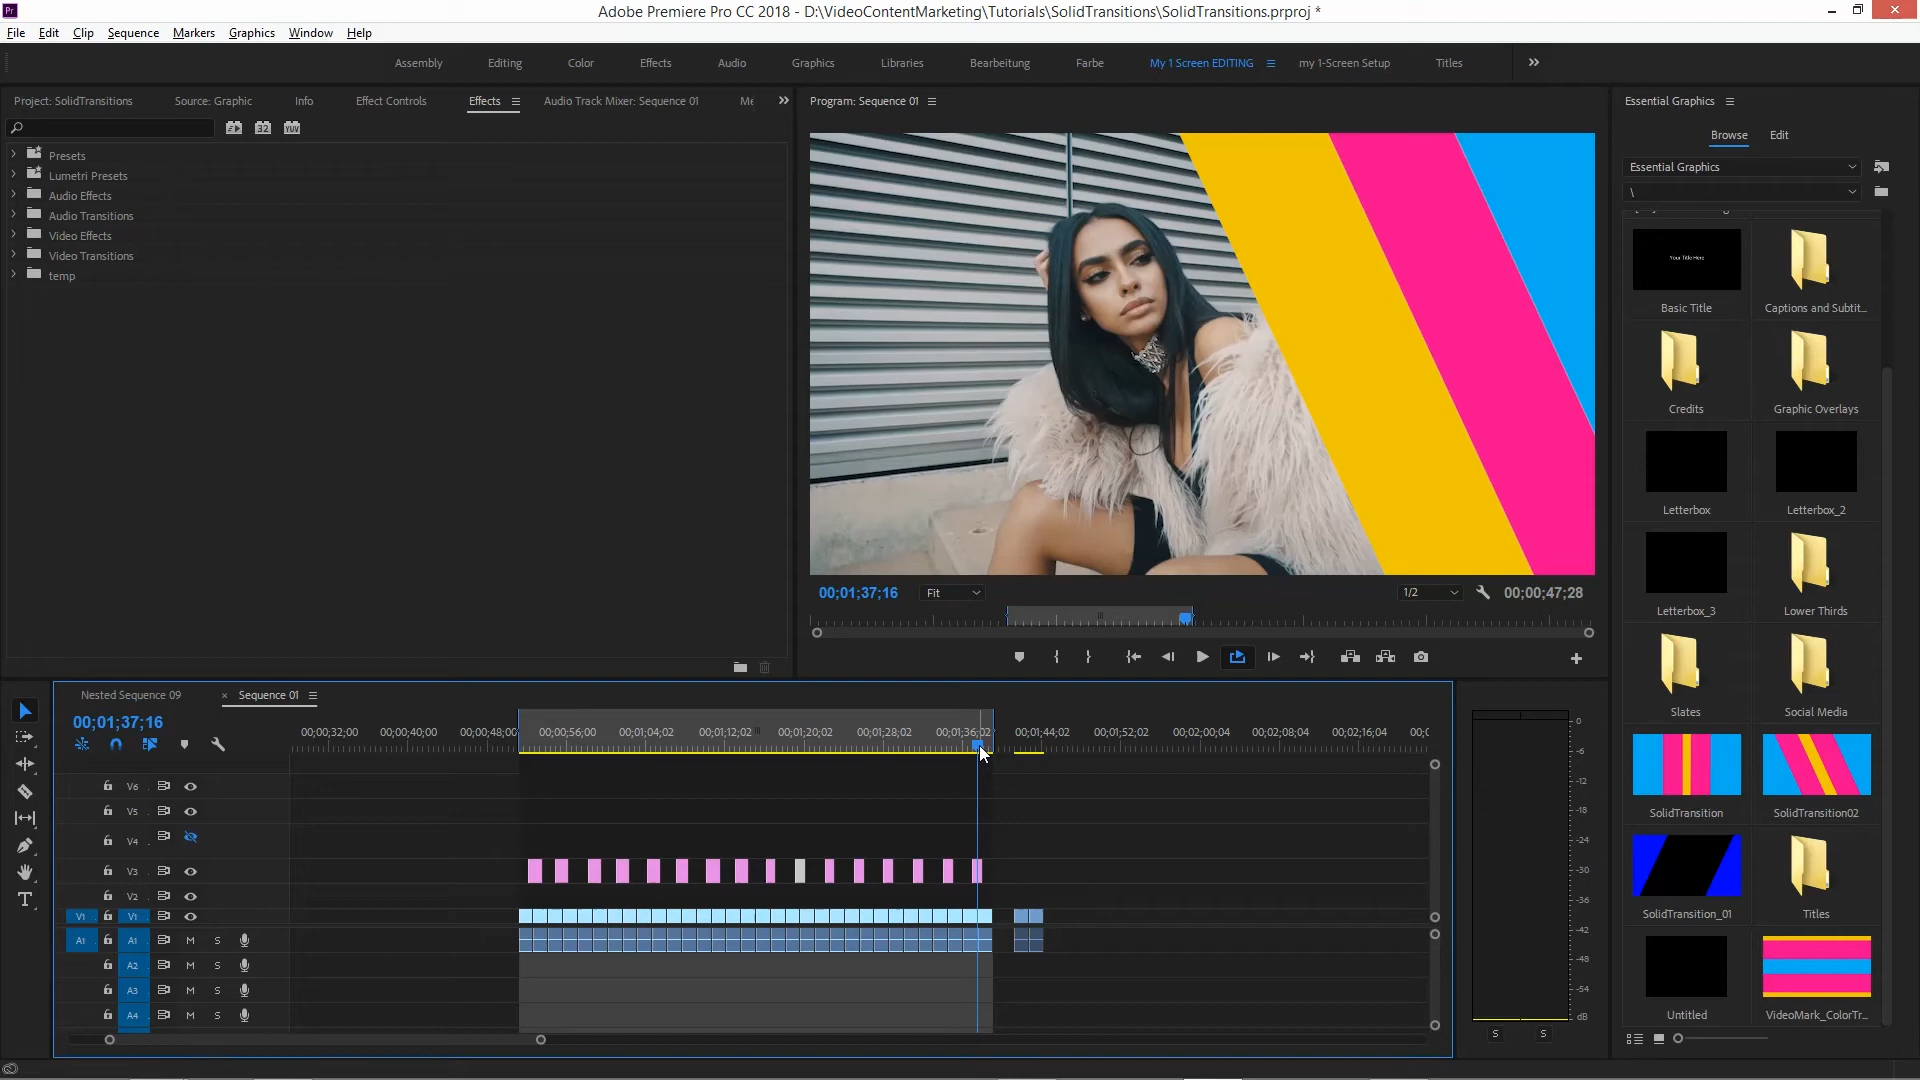 Adobe Premiere Pro CC 2018 - D:\VideoContentMarketing\Tutorials\SolidTransitions\SolidTransitions.prproj *
File Edit Clip Sequence Markers Graphics Window Help
Assembly Editing Color Effects Audio Graphics Libraries Bearbeitung Farbe My 1 Screen EDITING my 1-Screen Setup Titles
Project: SolidTransitions Source: Graphic Info Effect Controls Effects Audio Track Mixer: Sequence 01 Me
32 YUV
Presets
Lumetri Presets
Audio Effects
Audio Transitions
Video Effects
Video Transitions
temp
Program: Sequence 01
00;01;37;16 Fit 1/2 00;00;47;28
Essential Graphics
Browse Edit
Essential Graphics
\
Your Title Here
Basic Title Captions and Subtit...
Credits Graphic Overlays
Letterbox Letterbox_2
Letterbox_3 Lower Thirds
Slates Social Media
SolidTransition SolidTransition02
SolidTransition_01 Titles
Untitled VideoMark_ColorTr...
Nested Sequence 09 × Sequence 01
00;01;37;16
00;00;32;00 00;00;40;00 00;00;48;00 00;00;56;00 00;01;04;02 00;01;12;02 00;01;20;02 00;01;28;02 00;01;36;02 00;01;44;02 00;01;52;02 00;02;00;04 00;02;08;04 00;02;16;04 00;0
V6
V5
V4
V3
V2
V1 V1
A1 A1 M S
A2 M S
A3 M S
A4 M S
0
-6
-12
-18
-24
-30
-36
-42
-48
-54
dB
S S